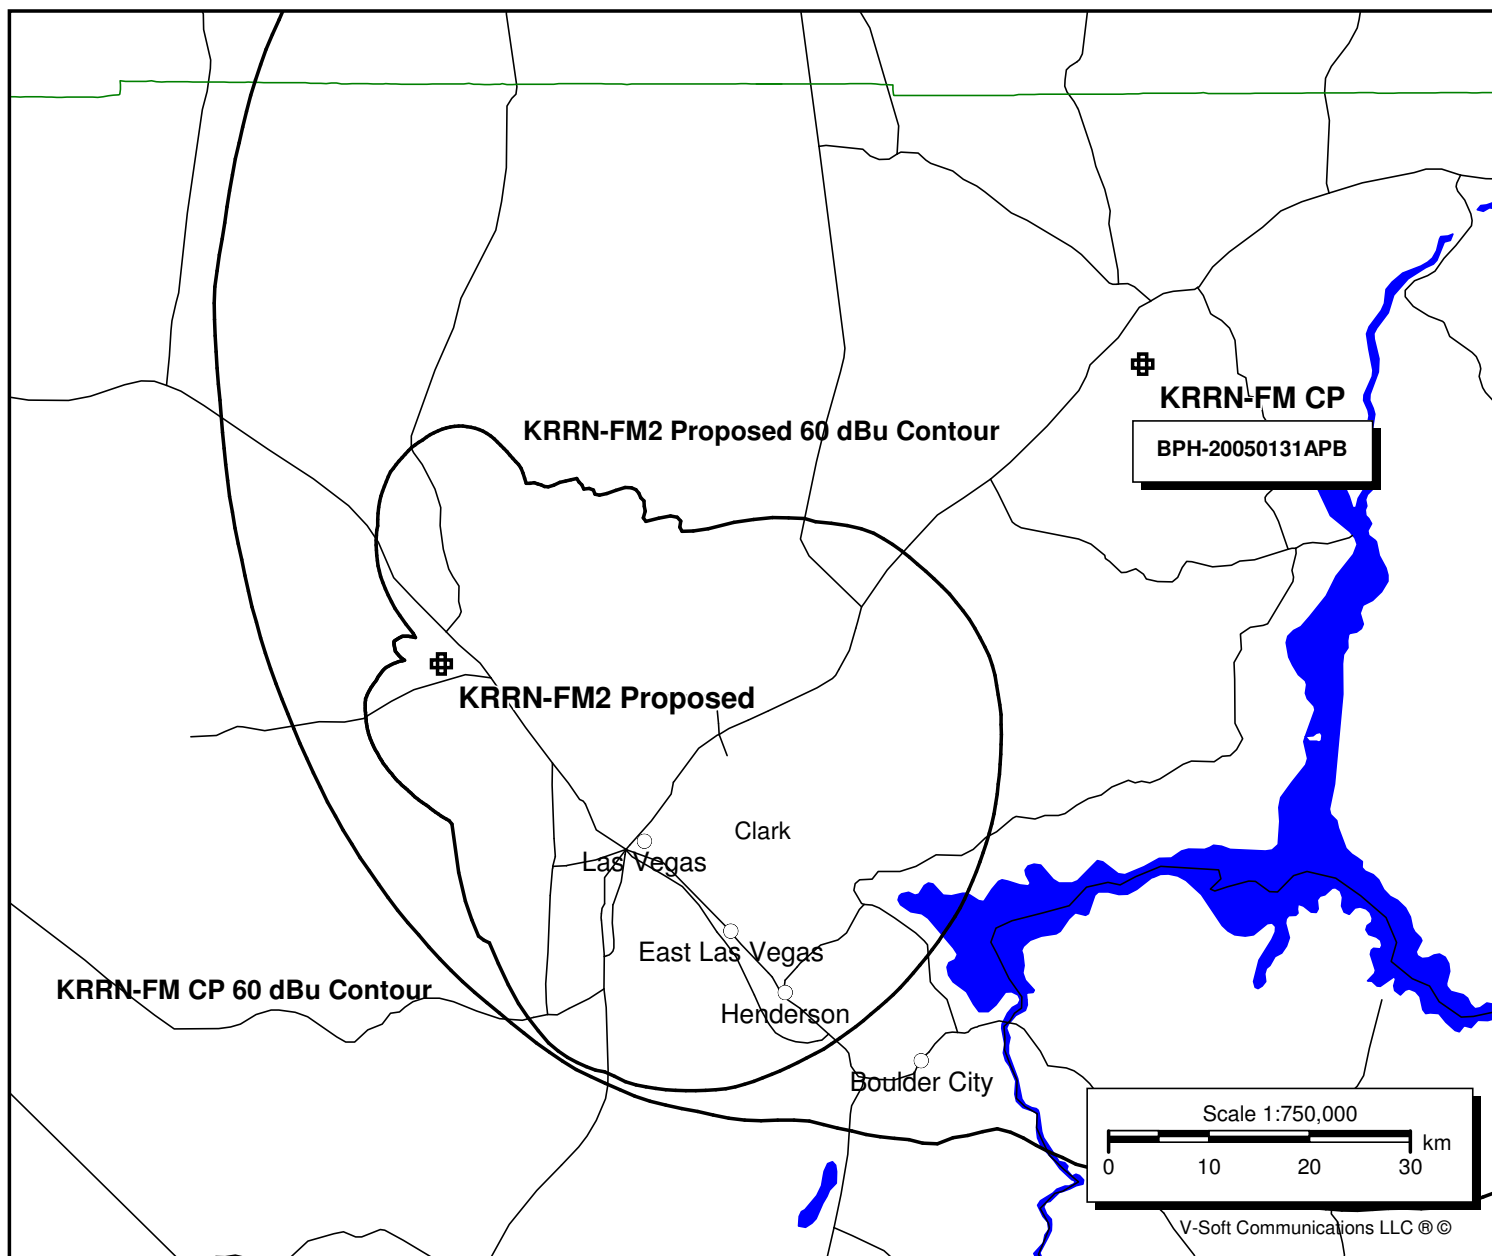 KRRN-FM CP
KRRN-FM2 Proposed 60 dBu Contour
BPH-20050131APB
KRRN-FM2 Proposed
Clark
Las Vegas
East Las Vegas
KRRN-FM CP 60 dBu Contour
Henderson
Boulder City
Scale 1:750,000
km
0 10 20 30
V-Soft Communications LLC ® ©